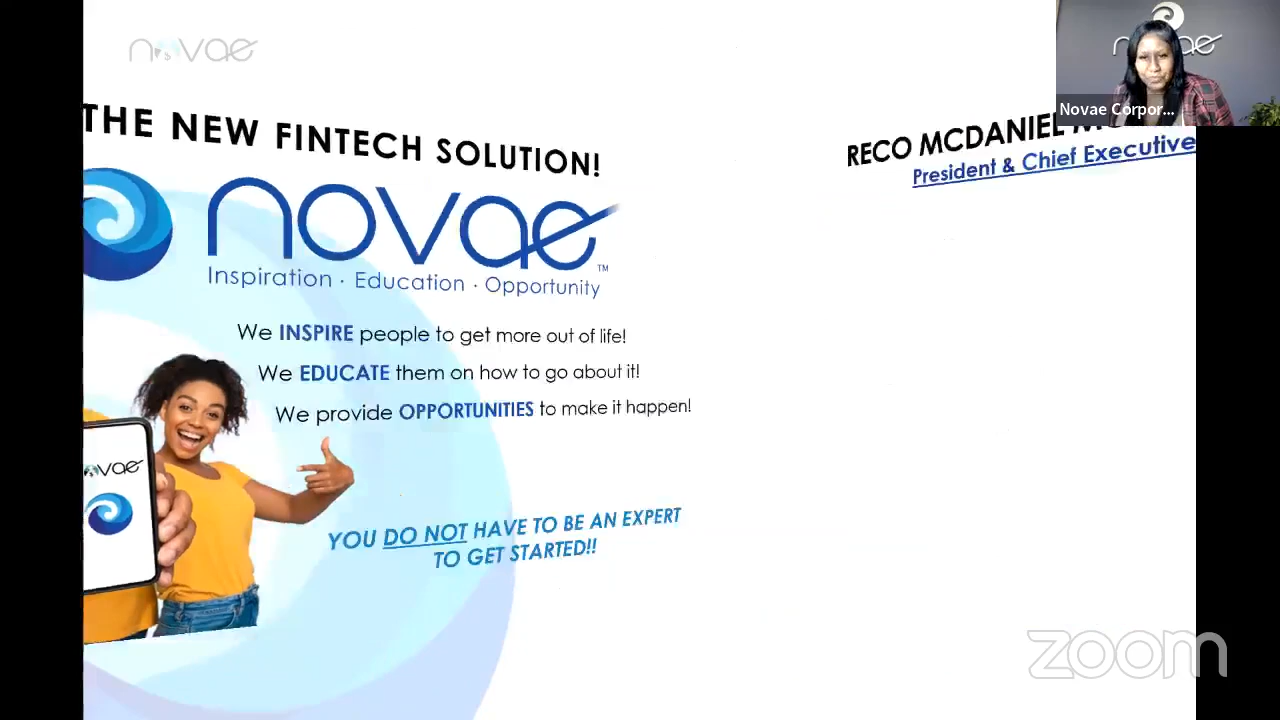 novae
novae
Novae Corpor...
THE NEW FINTECH SOLUTION!
RECO MCDANIEL
President & Chief Executive
novae™
Inspiration · Education · Opportunity
We INSPIRE people to get more out of life!
We EDUCATE them on how to go about it!
We provide OPPORTUNITIES to make it happen!
novae
YOU DO NOT HAVE TO BE AN EXPERT
TO GET STARTED!!
zoom